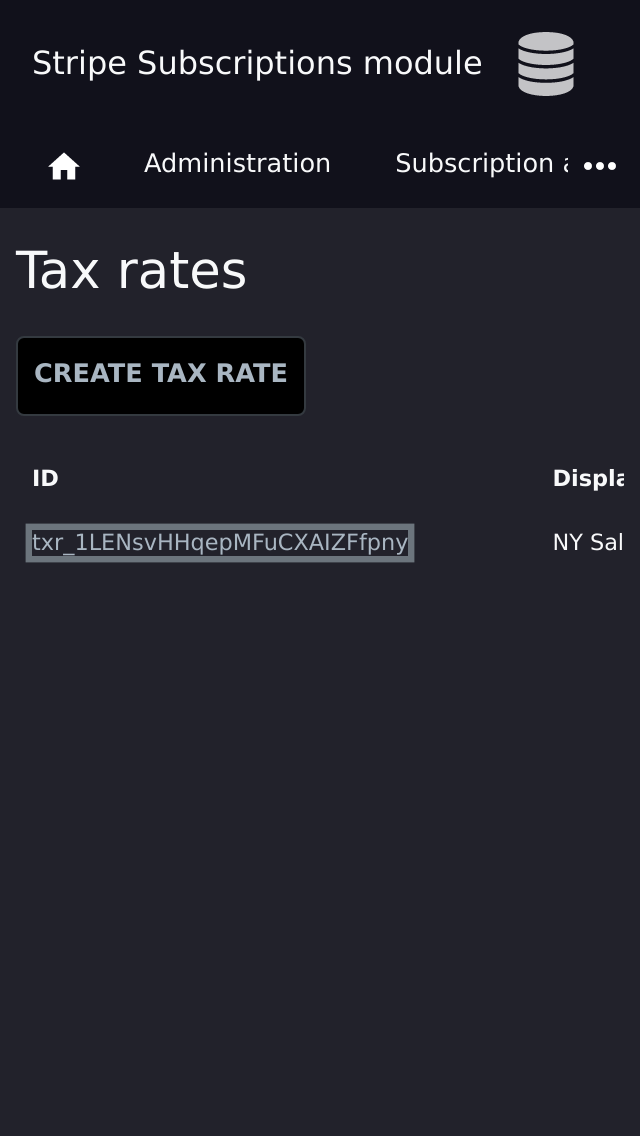 Stripe Subscriptions module
Administration Subscription a
Tax rates
CREATE TAX RATE
ID Displa
txr_1LENsvHHqepMFuCXAIZFfpny NY Sal